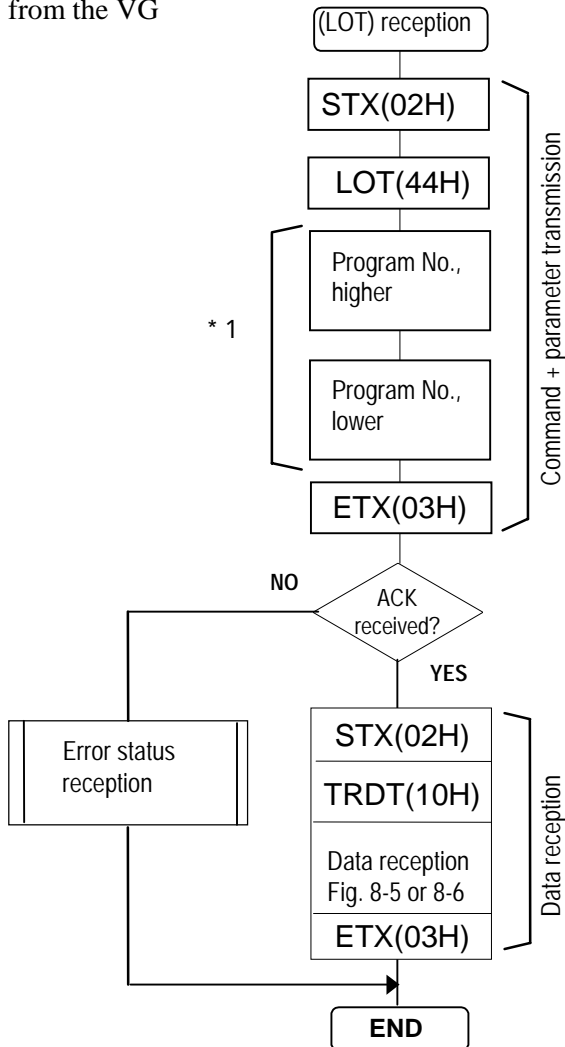 from the VG
(LOT) reception
STX(02H)
LOT(44H)
Program No.,
higher
* 1
Program No.,
lower
ETX(03H)
Command + parameter transmission
NO
ACK
received?
YES
Error status
reception
STX(02H)
TRDT(10H)
Data reception
Fig. 8-5 or 8-6
ETX(03H)
Data reception
END